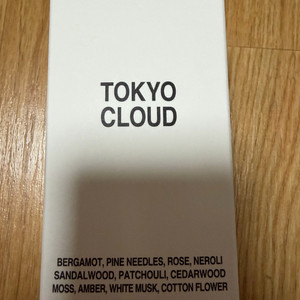 TOKYO
CLOUD
BERGAMOT, PINE NEEDLES, ROSE, NEROLI
SANDALWOOD, PATCHOULI, CEDARWOOD
MOSS, AMBER, WHITE MUSK, COTTON FLOWER